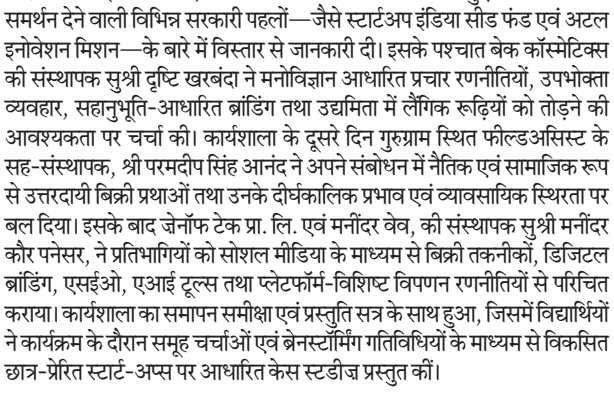 समर्थन देने वाली विभिन्न सरकारी पहलों—जैसे स्टार्टअप इंडिया सीड फंड एवं अटल
इनोवेशन मिशन—के बारे में विस्तार से जानकारी दी। इसके पश्चात बेक कॉस्मेटिक्स
की संस्थापक सुश्री दृष्टि खरबंदा ने मनोविज्ञान आधारित प्रचार रणनीतियों, उपभोक्ता
व्यवहार, सहानुभूति-आधारित ब्रांडिंग तथा उद्यमिता में लैंगिक रूढ़ियों को तोड़ने की
आवश्यकता पर चर्चा की। कार्यशाला के दूसरे दिन गुरुग्राम स्थित फील्डअसिस्ट के
सह-संस्थापक, श्री परमदीप सिंह आनंद ने अपने संबोधन में नैतिक एवं सामाजिक रूप
से उत्तरदायी बिक्री प्रथाओं तथा उनके दीर्घकालिक प्रभाव एवं व्यावसायिक स्थिरता पर
बल दिया। इसके बाद जेनॉफ टेक प्रा. लि. एवं मनींदर वेव, की संस्थापक सुश्री मनींदर
कौर पनेसर, ने प्रतिभागियों को सोशल मीडिया के माध्यम से बिक्री तकनीकों, डिजिटल
ब्रांडिंग, एसईओ, एआई टूल्स तथा प्लेटफॉर्म-विशिष्ट विपणन रणनीतियों से परिचित
कराया। कार्यशाला का समापन समीक्षा एवं प्रस्तुति सत्र के साथ हुआ, जिसमें विद्यार्थियों
ने कार्यक्रम के दौरान समूह चर्चाओं एवं ब्रेनस्टॉर्मिंग गतिविधियों के माध्यम से विकसित
छात्र-प्रेरित स्टार्ट-अप्स पर आधारित केस स्टडीज़ प्रस्तुत कीं।